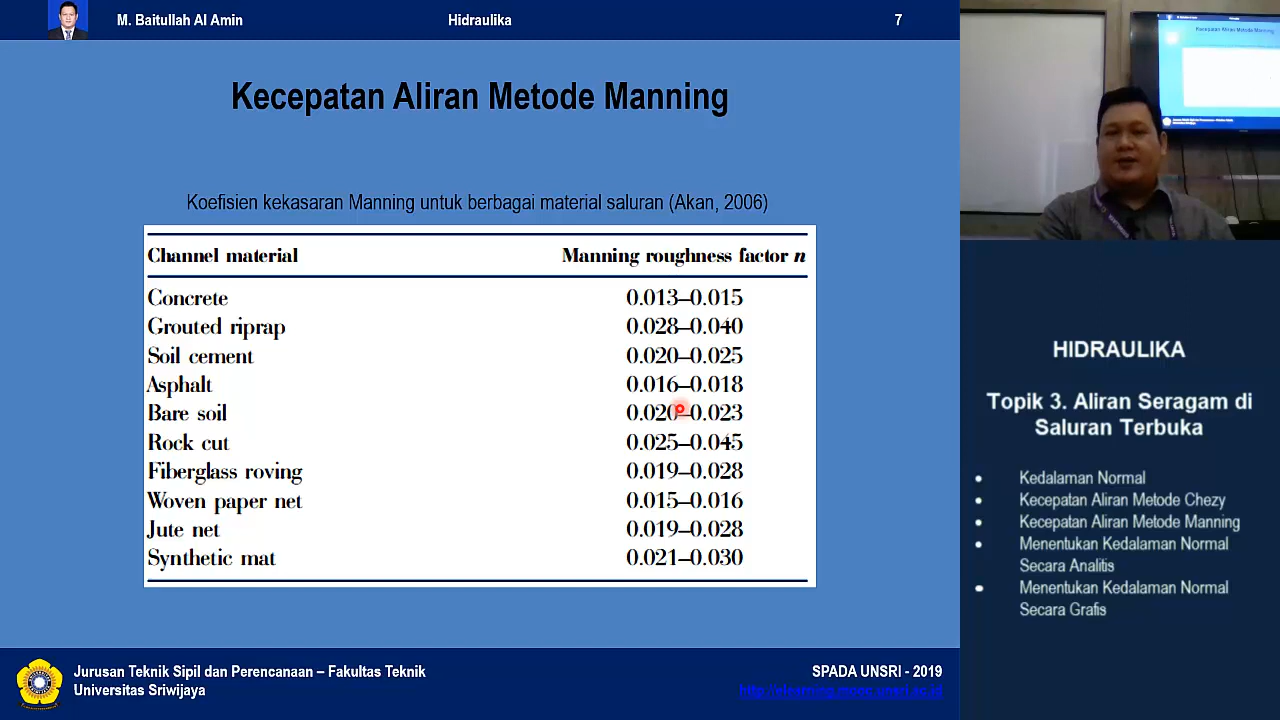 M. Baitullah Al Amin
Hidraulika
7
Kecepatan Aliran Metode Manning
Koefisien kekasaran Manning untuk berbagai material saluran (Akan, 2006)
Channel material Manning roughness factor n
Concrete 0.013–0.015
Grouted riprap 0.028–0.040
Soil cement 0.020–0.025
Asphalt 0.016–0.018
Bare soil 0.020–0.023
Rock cut 0.025–0.045
Fiberglass roving 0.019–0.028
Woven paper net 0.015–0.016
Jute net 0.019–0.028
Synthetic mat 0.021–0.030
Jurusan Teknik Sipil dan Perencanaan – Fakultas Teknik
Universitas Sriwijaya
SPADA UNSRI - 2019
http://elearning.mooc.unsri.ac.id
Kecepatan Aliran Metode Manning
HIDRAULIKA
Topik 3. Aliran Seragam di
Saluran Terbuka
• Kedalaman Normal
• Kecepatan Aliran Metode Chezy
• Kecepatan Aliran Metode Manning
• Menentukan Kedalaman Normal
Secara Analitis
• Menentukan Kedalaman Normal
Secara Grafis